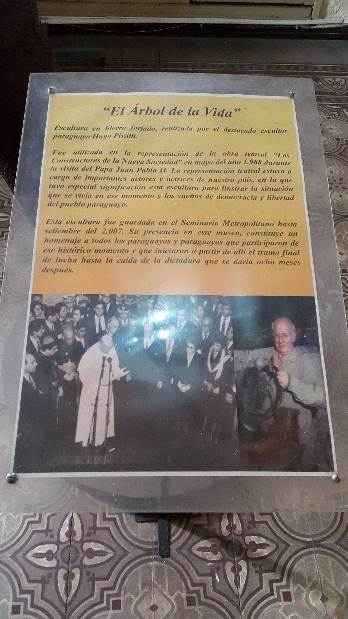 “El Árbol de la Vida”
Escultura en hierro forjado, realizada por el destacado escultor
paraguayo Hugo Pistilli.
Fue utilizada en la representación de la obra teatral "Los
Constructores de la Nueva Sociedad" en mayo del año 1.988 durante
la visita del Papa Juan Pablo II. La representación teatral estuvo a
cargo de importantes actores y actrices de nuestro país, en la que
tuvo especial significación esta escultura para ilustrar la situación
que se vivía en ese momento y los sueños de democracia y libertad
del pueblo paraguayo.
Esta escultura fue guardada en el Seminario Metropolitano hasta
setiembre del 2.007. Su presencia en este museo, constituye un
homenaje a todos los paraguayos y paraguayas que participaron de
ese histórico momento y que iniciaron a partir de allí el tramo final
de lucha hasta la caída de la dictadura que se daría ocho meses
después.